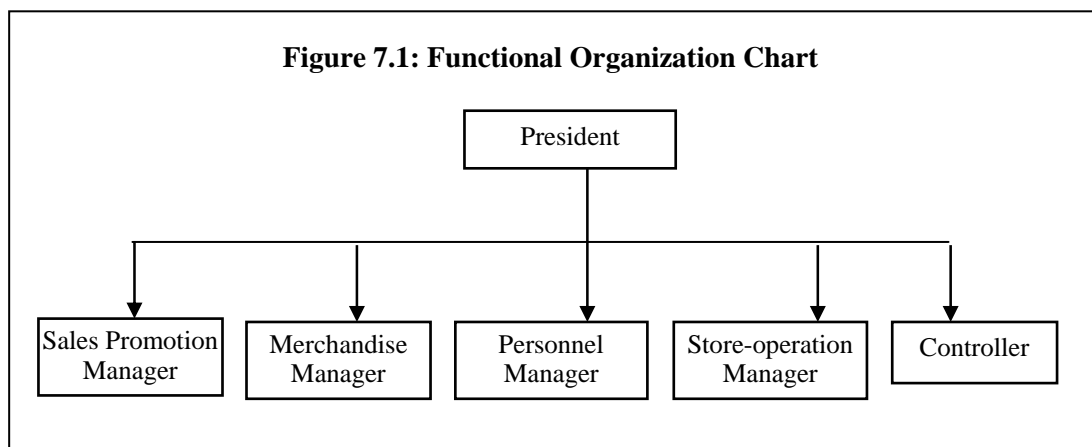 Figure 7.1: Functional Organization Chart
President
Sales Promotion
Manager
Merchandise
Manager
Personnel
Manager
Store-operation
Manager
Controller